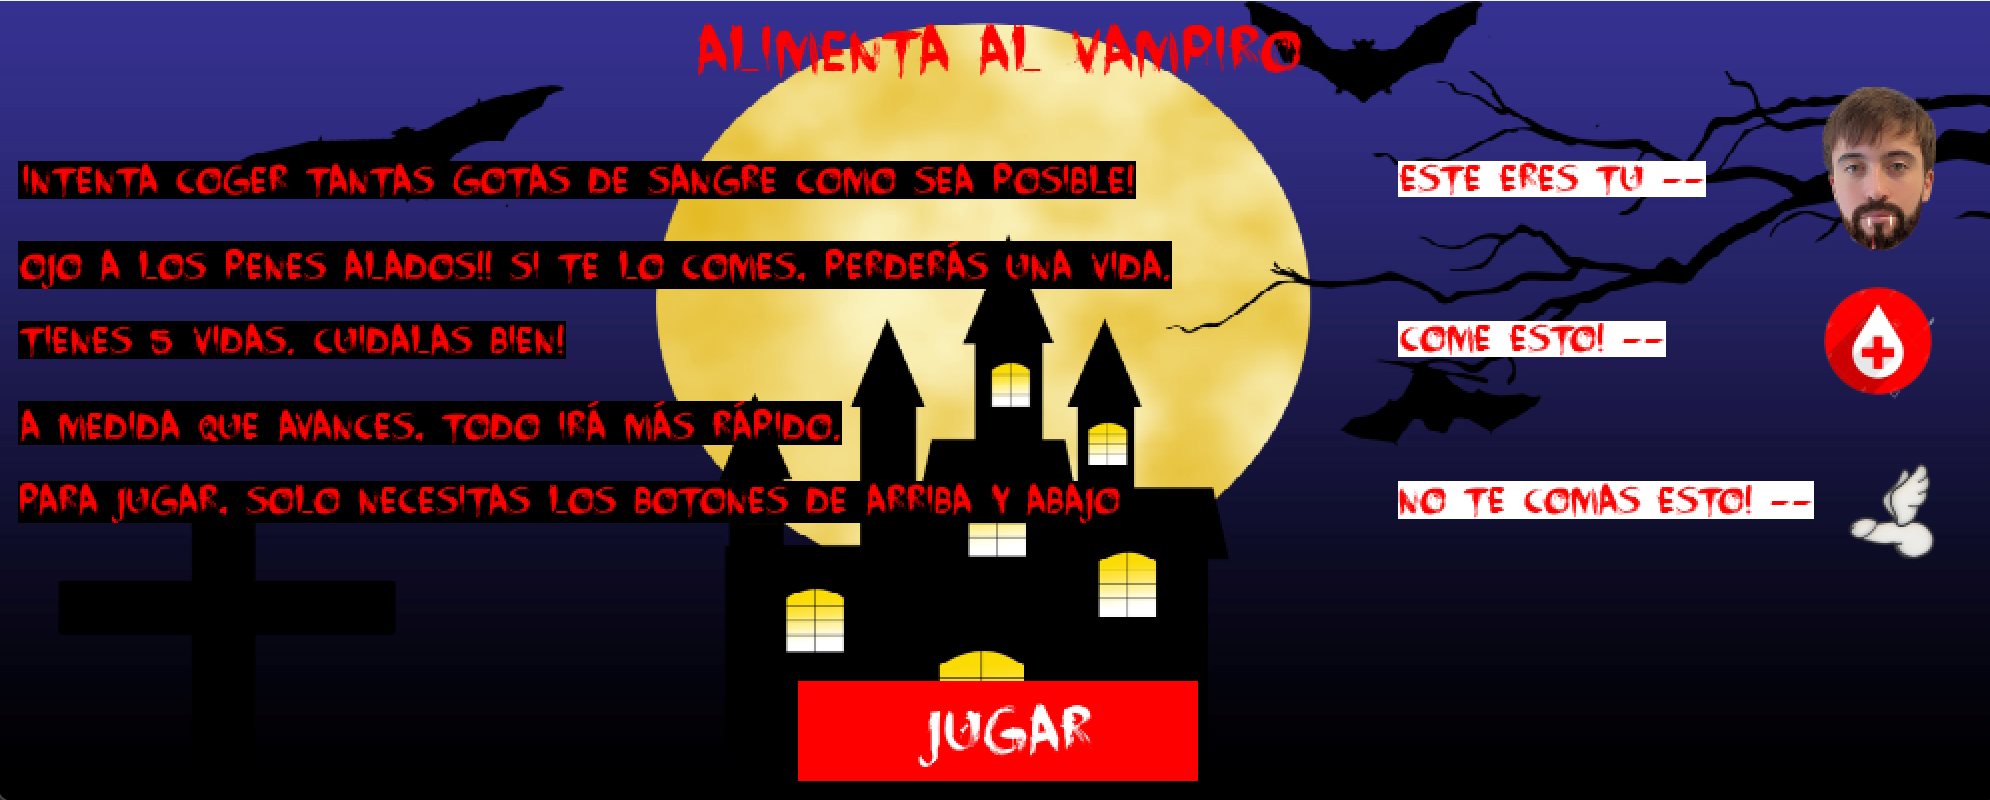 ALIMENTA AL VAMPIRO
INTENTA COGER TANTAS GOTAS DE SANGRE COMO SEA POSIBLE!
ESTE ERES TU --
OJO A LOS PENES ALADOS!! SI TE LO COMES, PERDERÁS UNA VIDA.
TIENES 5 VIDAS. CUIDALAS BIEN!
COME ESTO! --
A MEDIDA QUE AVANCES, TODO IRÁ MÁS RÁPIDO.
PARA JUGAR, SOLO NECESITAS LOS BOTONES DE ARRIBA Y ABAJO
NO TE COMAS ESTO! --
JUGAR